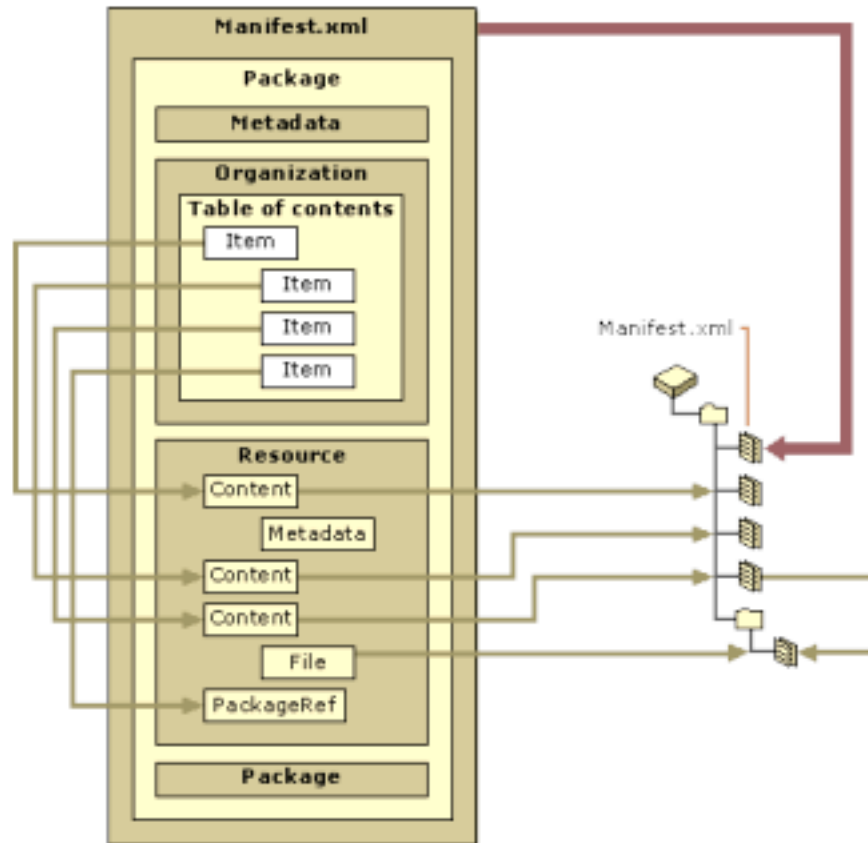 Manifest.xml
Package
Metadata
Organization
Table of contents
Item
Item
Item
Item
Manifest.xml
Resource
Content
Metadata
Content
Content
File
PackageRef
Package